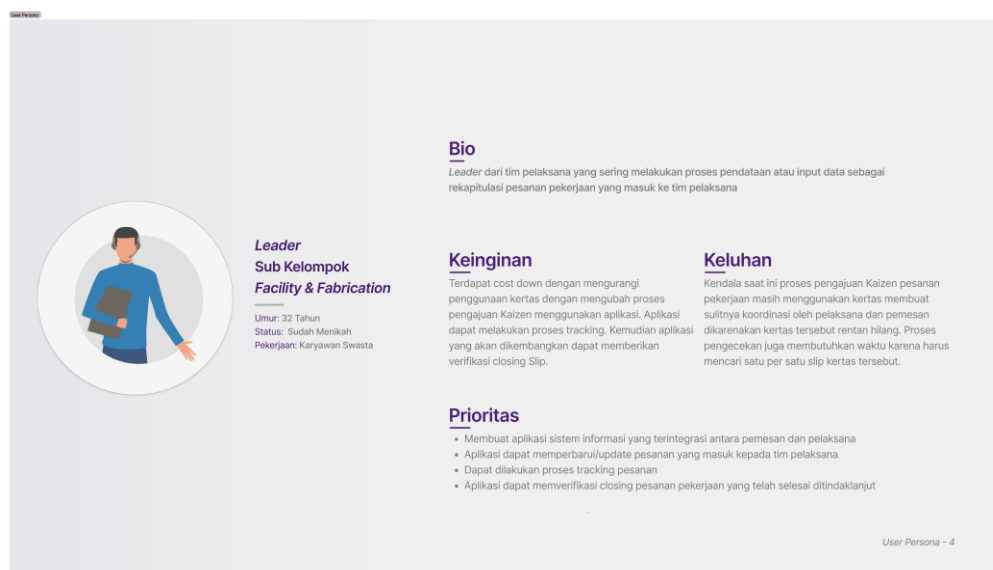 User Persona
Leader
Sub Kelompok
Facility & Fabrication
Umur: 32 Tahun
Status: Sudah Menikah
Pekerjaan: Karyawan Swasta
Bio
Leader dari tim pelaksana yang sering melakukan proses pendataan atau input data sebagai
rekapitulasi pesanan pekerjaan yang masuk ke tim pelaksana
Keinginan
Terdapat cost down dengan mengurangi
penggunaan kertas dengan mengubah proses
pengajuan Kaizen menggunakan aplikasi. Aplikasi
dapat melakukan proses tracking. Kemudian aplikasi
yang akan dikembangkan dapat memberikan
verifikasi closing Slip.
Keluhan
Kendala saat ini proses pengajuan Kaizen pesanan
pekerjaan masih menggunakan kertas membuat
sulitnya koordinasi oleh pelaksana dan pemesan
dikarenakan kertas tersebut rentan hilang. Proses
pengecekan juga membutuhkan waktu karena harus
mencari satu per satu slip kertas tersebut.
Prioritas
• Membuat aplikasi sistem informasi yang terintegrasi antara pemesan dan pelaksana
• Aplikasi dapat memperbarui/update pesanan yang masuk kepada tim pelaksana
• Dapat dilakukan proses tracking pesanan
• Aplikasi dapat memverifikasi closing pesanan pekerjaan yang telah selesai ditindaklanjut
User Persona - 4